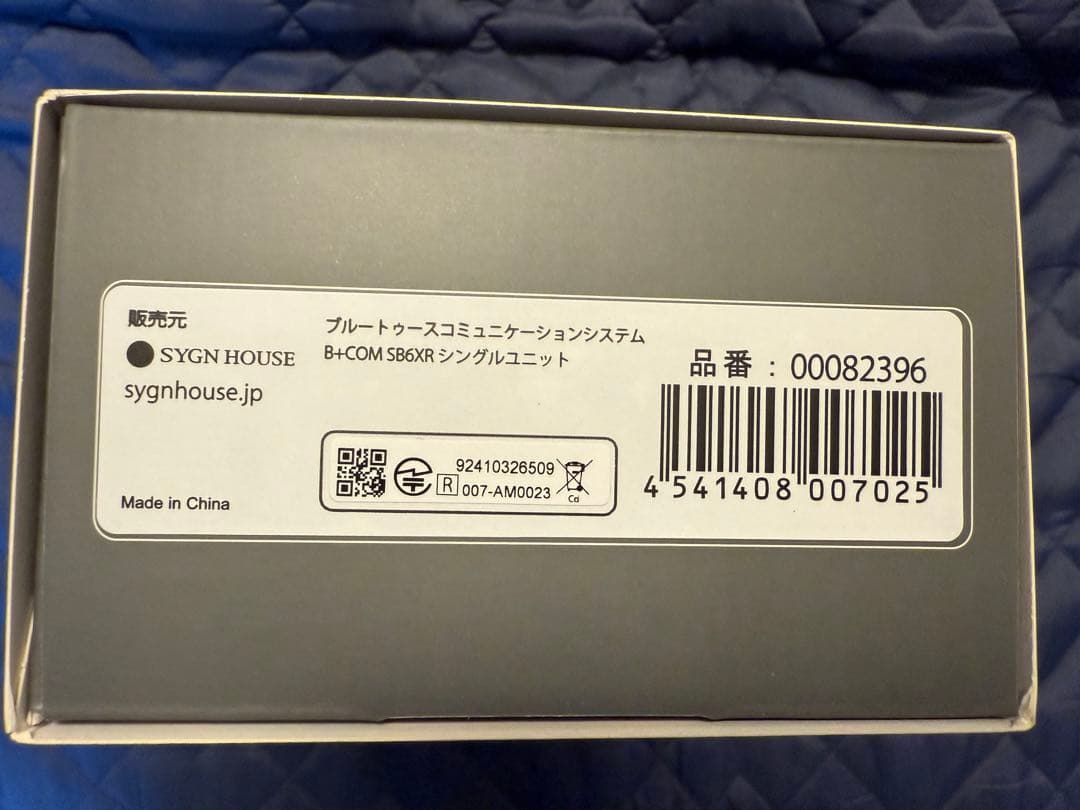 販売元
SYGN HOUSE
sygnhouse.jp
Made in China
ブルートゥースコミュニケーションシステム
B+COM SB6XR シングルユニット
92410326509
R 007-AM0023
Cd
品番：00082396
4 541408 007025